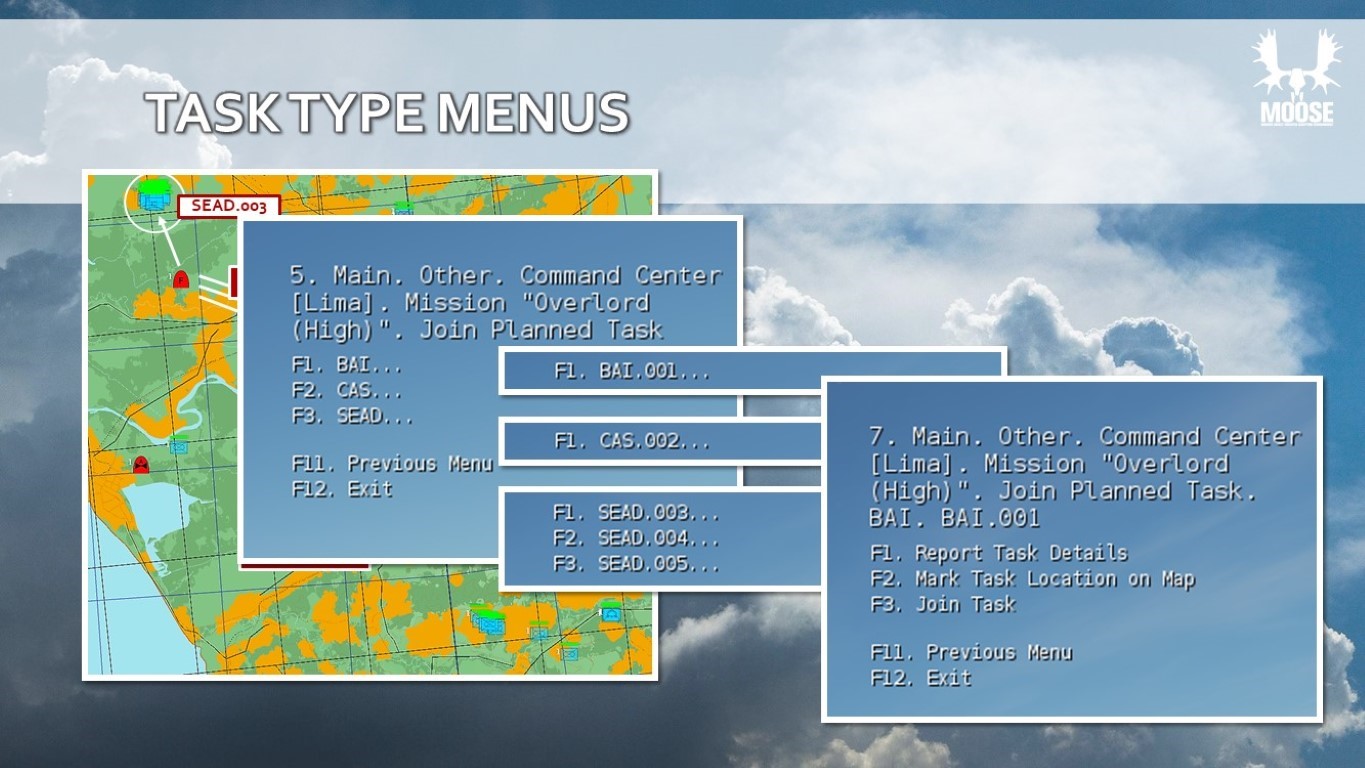 TASK TYPE MENUS
MOOSE
SEAD.003
5. Main. Other. Command Center
[Lima]. Mission "Overlord
(High)". Join Planned Task
F1. BAI...
F2. CAS...
F3. SEAD...
F11. Previous Menu
F12. Exit
F1. BAI.001...
F1. CAS.002...
F1. SEAD.003...
F2. SEAD.004...
F3. SEAD.005...
7. Main. Other. Command Center
[Lima]. Mission "Overlord
(High)". Join Planned Task.
BAI. BAI.001
F1. Report Task Details
F2. Mark Task Location on Map
F3. Join Task
F11. Previous Menu
F12. Exit